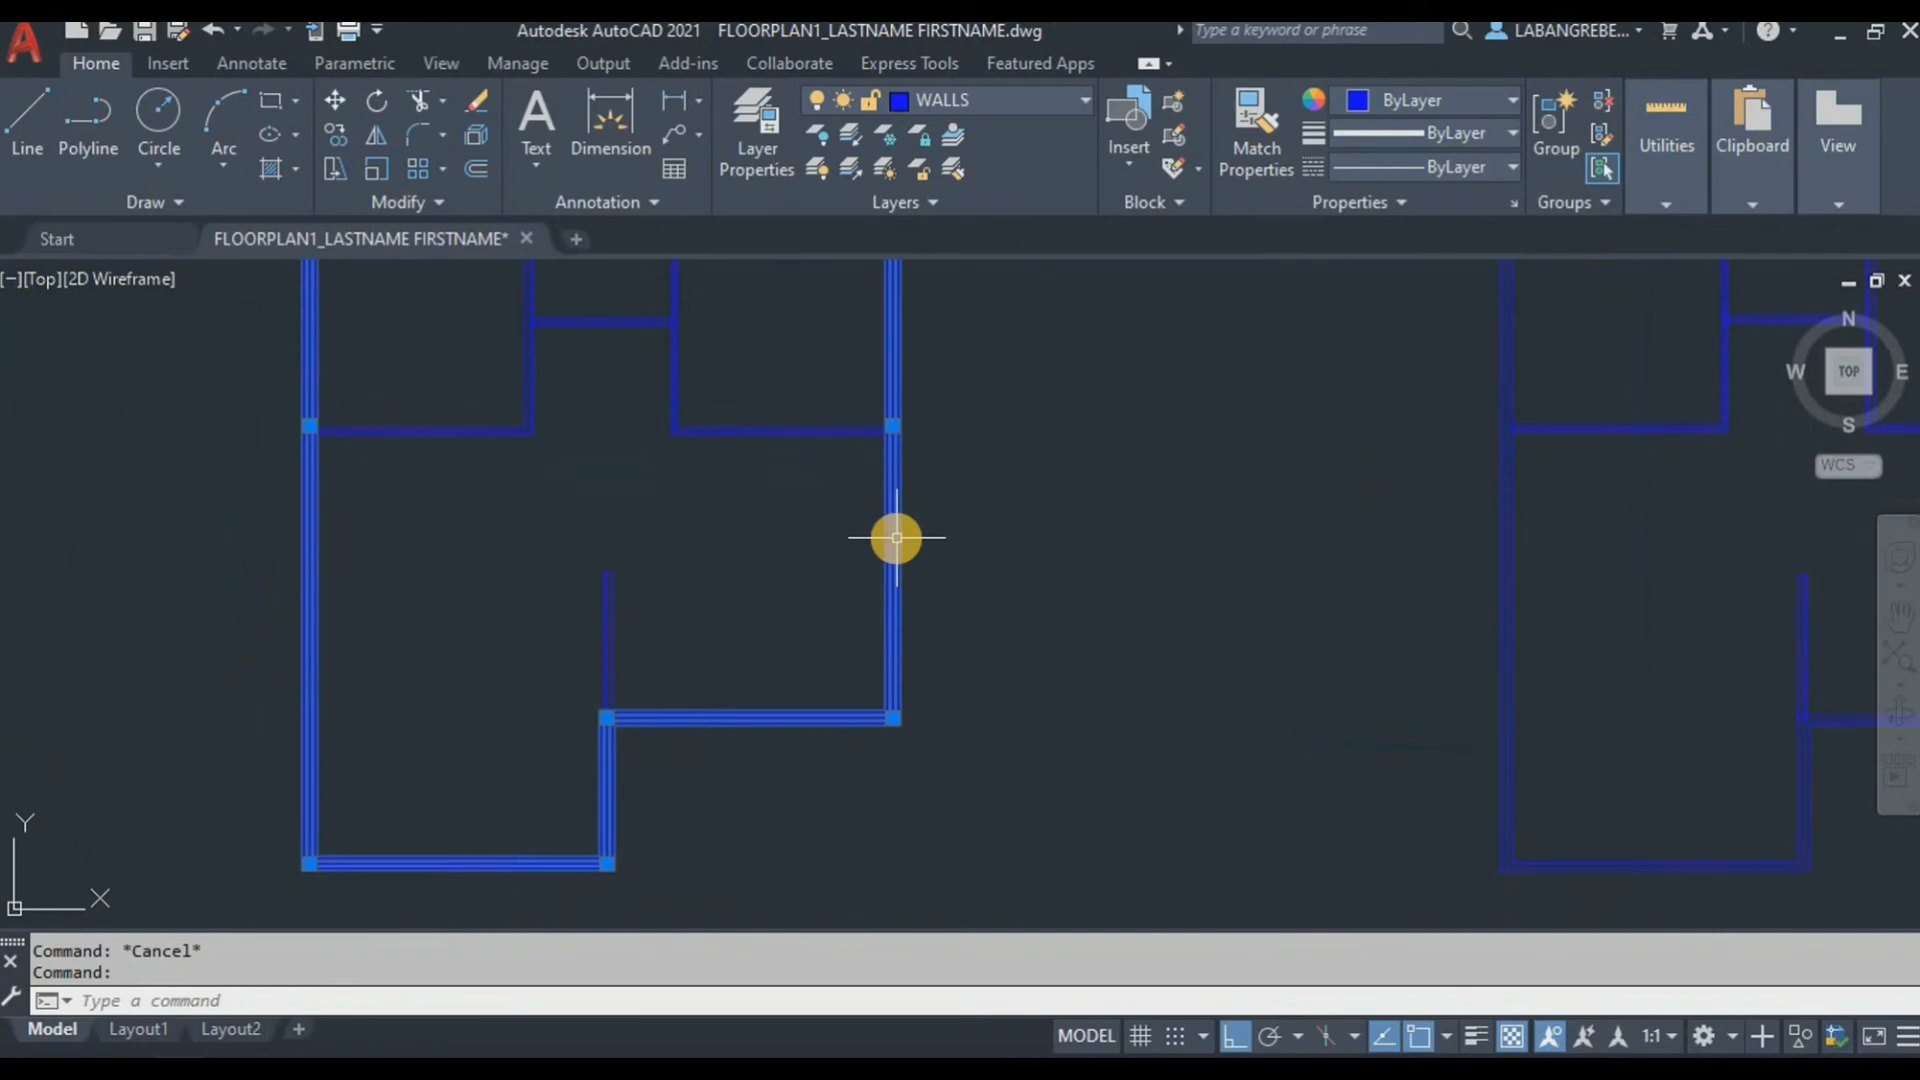 Autodesk AutoCAD 2021 FLOORPLAN1_LASTNAME FIRSTNAME.dwg
Type a keyword or phrase
LABANGREBE...
Home Insert Annotate Parametric View Manage Output Add-ins Collaborate Express Tools Featured Apps
WALLS
ByLayer
ByLayer
ByLayer
Line Polyline Circle Arc
Text Dimension
Layer Properties
Insert
Match Properties
Group
Utilities
Clipboard
View
Draw Modify Annotation Layers Block Properties Groups
Start
FLOORPLAN1_LASTNAME FIRSTNAME*
[−][Top][2D Wireframe]
N
W TOP E
S
WCS
Y
X
Command: *Cancel*
Command:
Type a command
Model Layout1 Layout2
MODEL
1:1